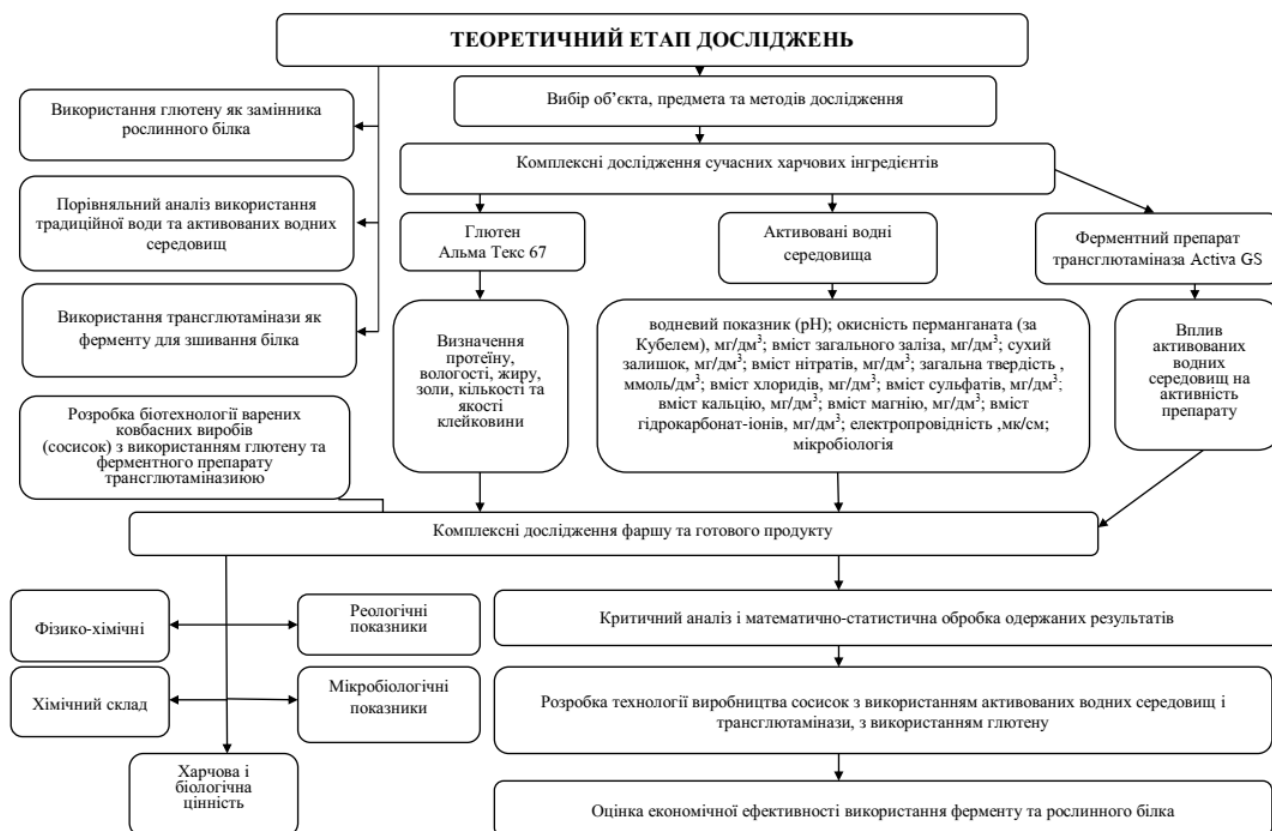 ТЕОРЕТИЧНИЙ ЕТАП ДОСЛІДЖЕНЬ
Використання глютену як замінника
рослинного білка
Вибір об’єкта, предмета та методів дослідження
Комплексні дослідження сучасних харчових інгредієнтів
Порівняльний аналіз використання
традиційної води та активованих водних
середовищ
Глютен
Альма Текс 67
Активовані водні
середовища
Ферментний препарат
трансглютаміназа Activa GS
Використання трансглютамінази як
ферменту для зшивання білка
Визначення
протеїну,
вологості, жиру,
золи, кількості та
якості
клейковини
водневий показник (рН); окисність перманганата (за
Кубелем), мг/дм³; вміст загального заліза, мг/дм³; сухий
залишок, мг/дм³; вміст нітратів, мг/дм³; загальна твердість ,
ммоль/дм³; вміст хлоридів, мг/дм³; вміст сульфатів, мг/дм³;
вміст кальцію, мг/дм³; вміст магнію, мг/дм³; вміст
гідрокарбонат-іонів, мг/дм³; електропровідність ,мк/см;
мікробіологія
Вплив
активованих
водних
середовищ на
активність
препарату
Розробка біотехнології варених
ковбасних виробів
(сосисок) з використанням глютену та
ферментного препарату
трансглютаміназиюю
Комплексні дослідження фаршу та готового продукту
Фізико-хімічні
Реологічні
показники
Критичний аналіз і математично-статистична обробка одержаних результатів
Хімічний склад
Мікробіологічні
показники
Розробка технології виробництва сосисок з використанням активованих водних середовищ і
трансглютамінази, з використанням глютену
Харчова і
біологічна
цінність
Оцінка економічної ефективності використання ферменту та рослинного білка